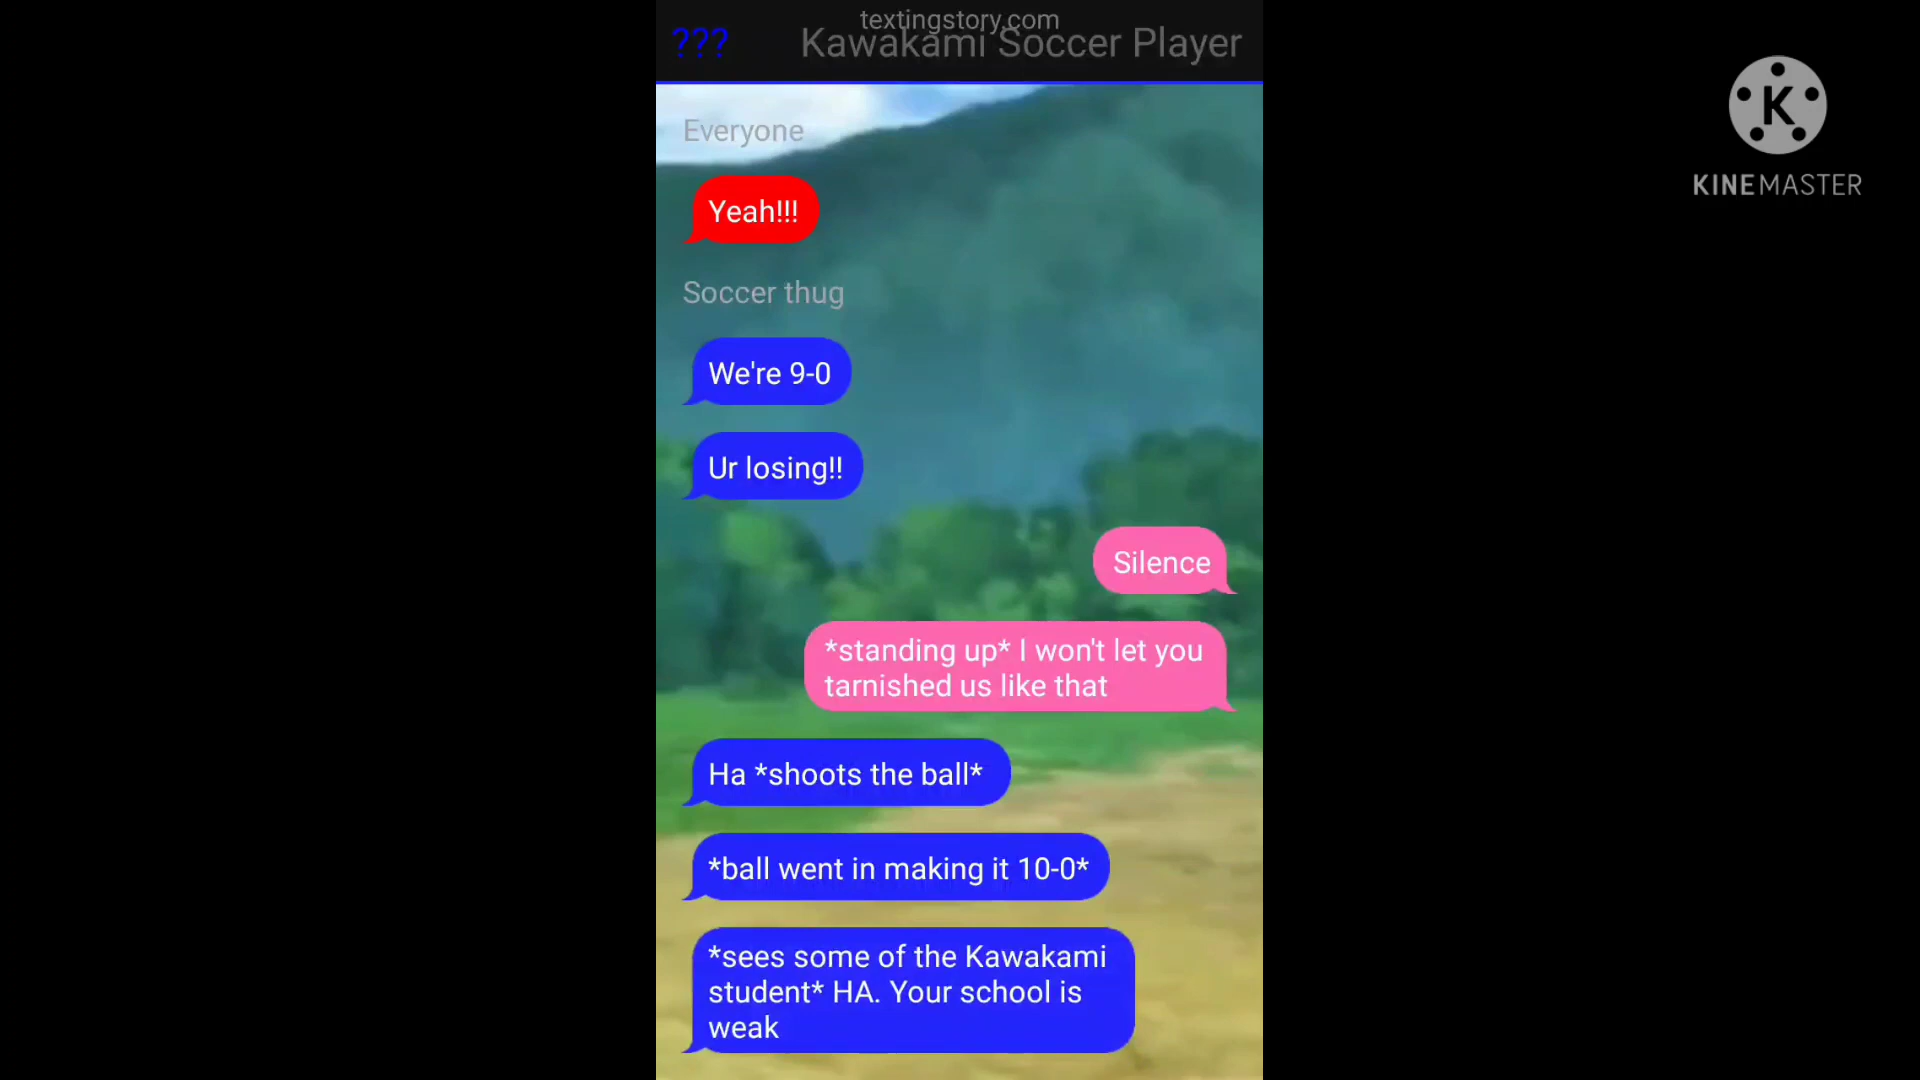 textingstory.com
??? Kawakami Soccer Player
Everyone
Yeah!!!
Soccer thug
We're 9-0
Ur losing!!
Silence
*standing up* I won't let you
tarnished us like that
Ha *shoots the ball*
*ball went in making it 10-0*
*sees some of the Kawakami
student* HA. Your school is
weak
K
KINEMASTER